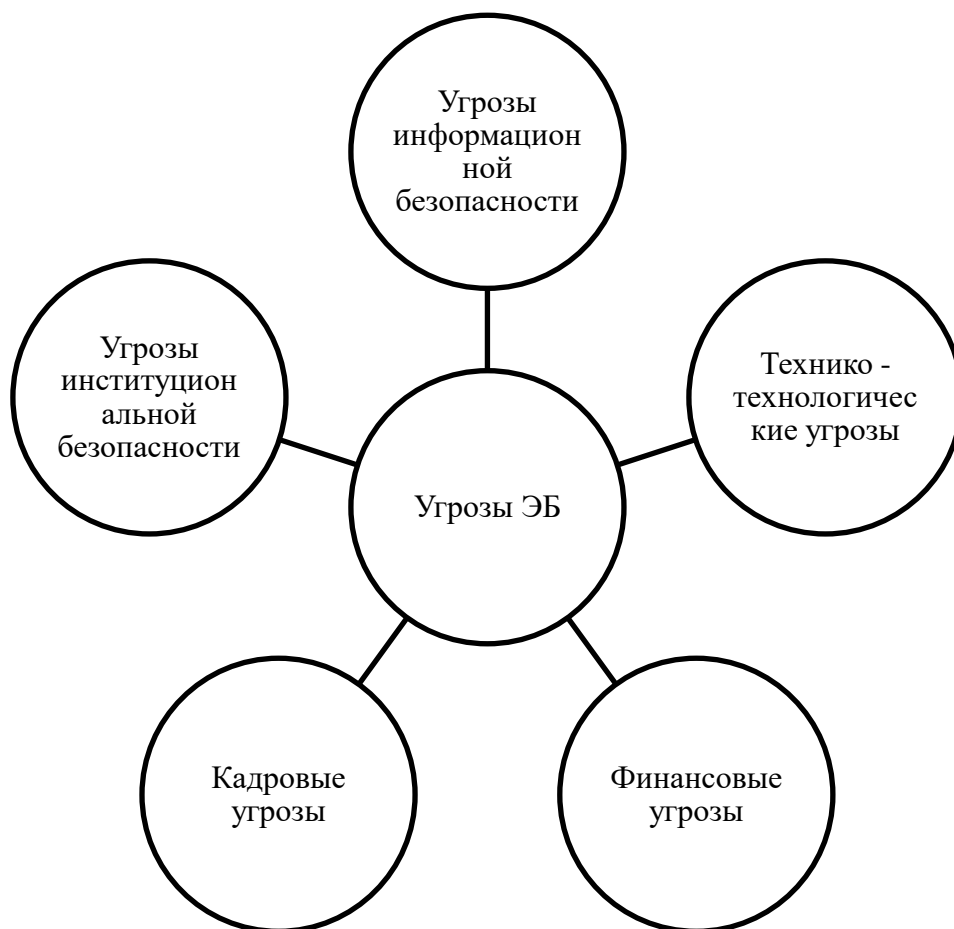 Угрозы
информацион
ной
безопасности
Угрозы
институцион
альной
безопасности
Технико -
технологичес
кие угрозы
Угрозы ЭБ
Кадровые
угрозы
Финансовые
угрозы